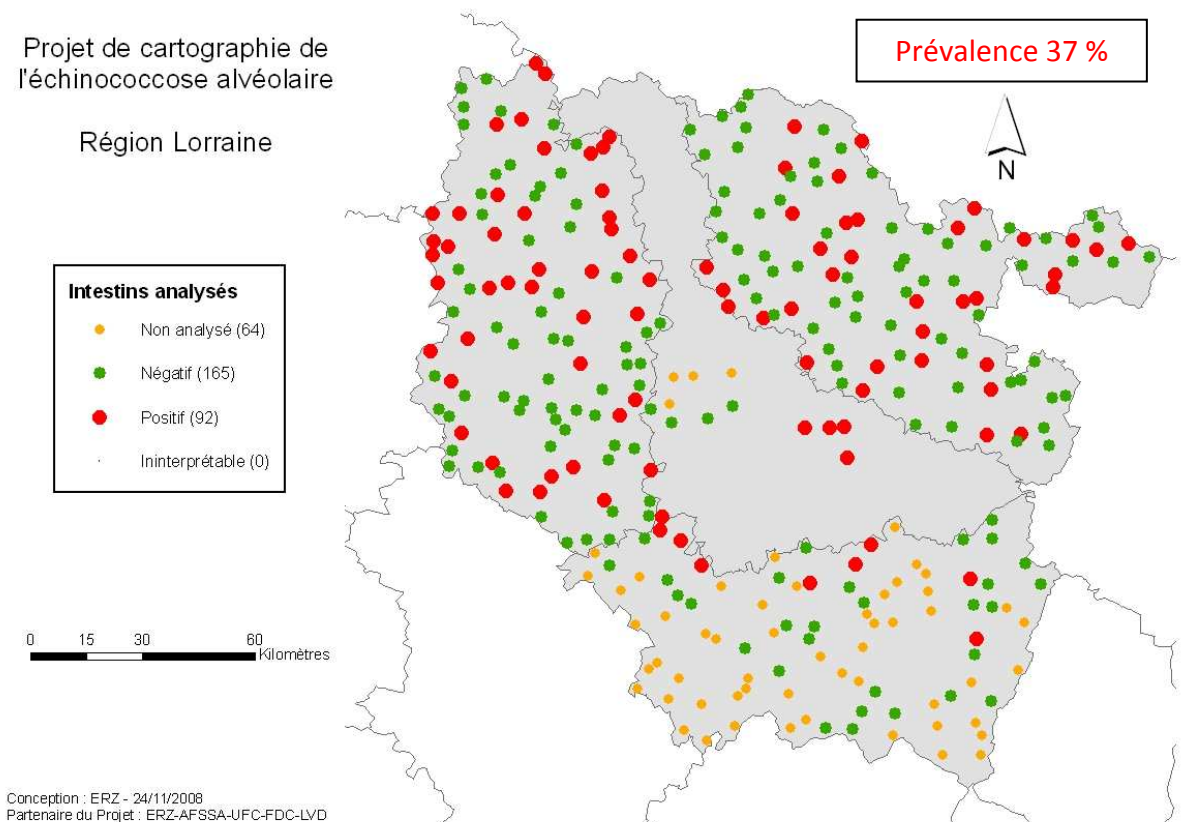 Projet de cartographie de
l'échinococcose alvéolaire
Région Lorraine
Prévalence 37 %
N
Intestins analysés
Non analysé (64)
Négatif (165)
Positif (92)
Ininterprétable (0)
0 15 30 60
Kilomètres
Conception : ERZ - 24/11/2008
Partenaire du Projet : ERZ-AFSSA-UFC-FDC-LVD